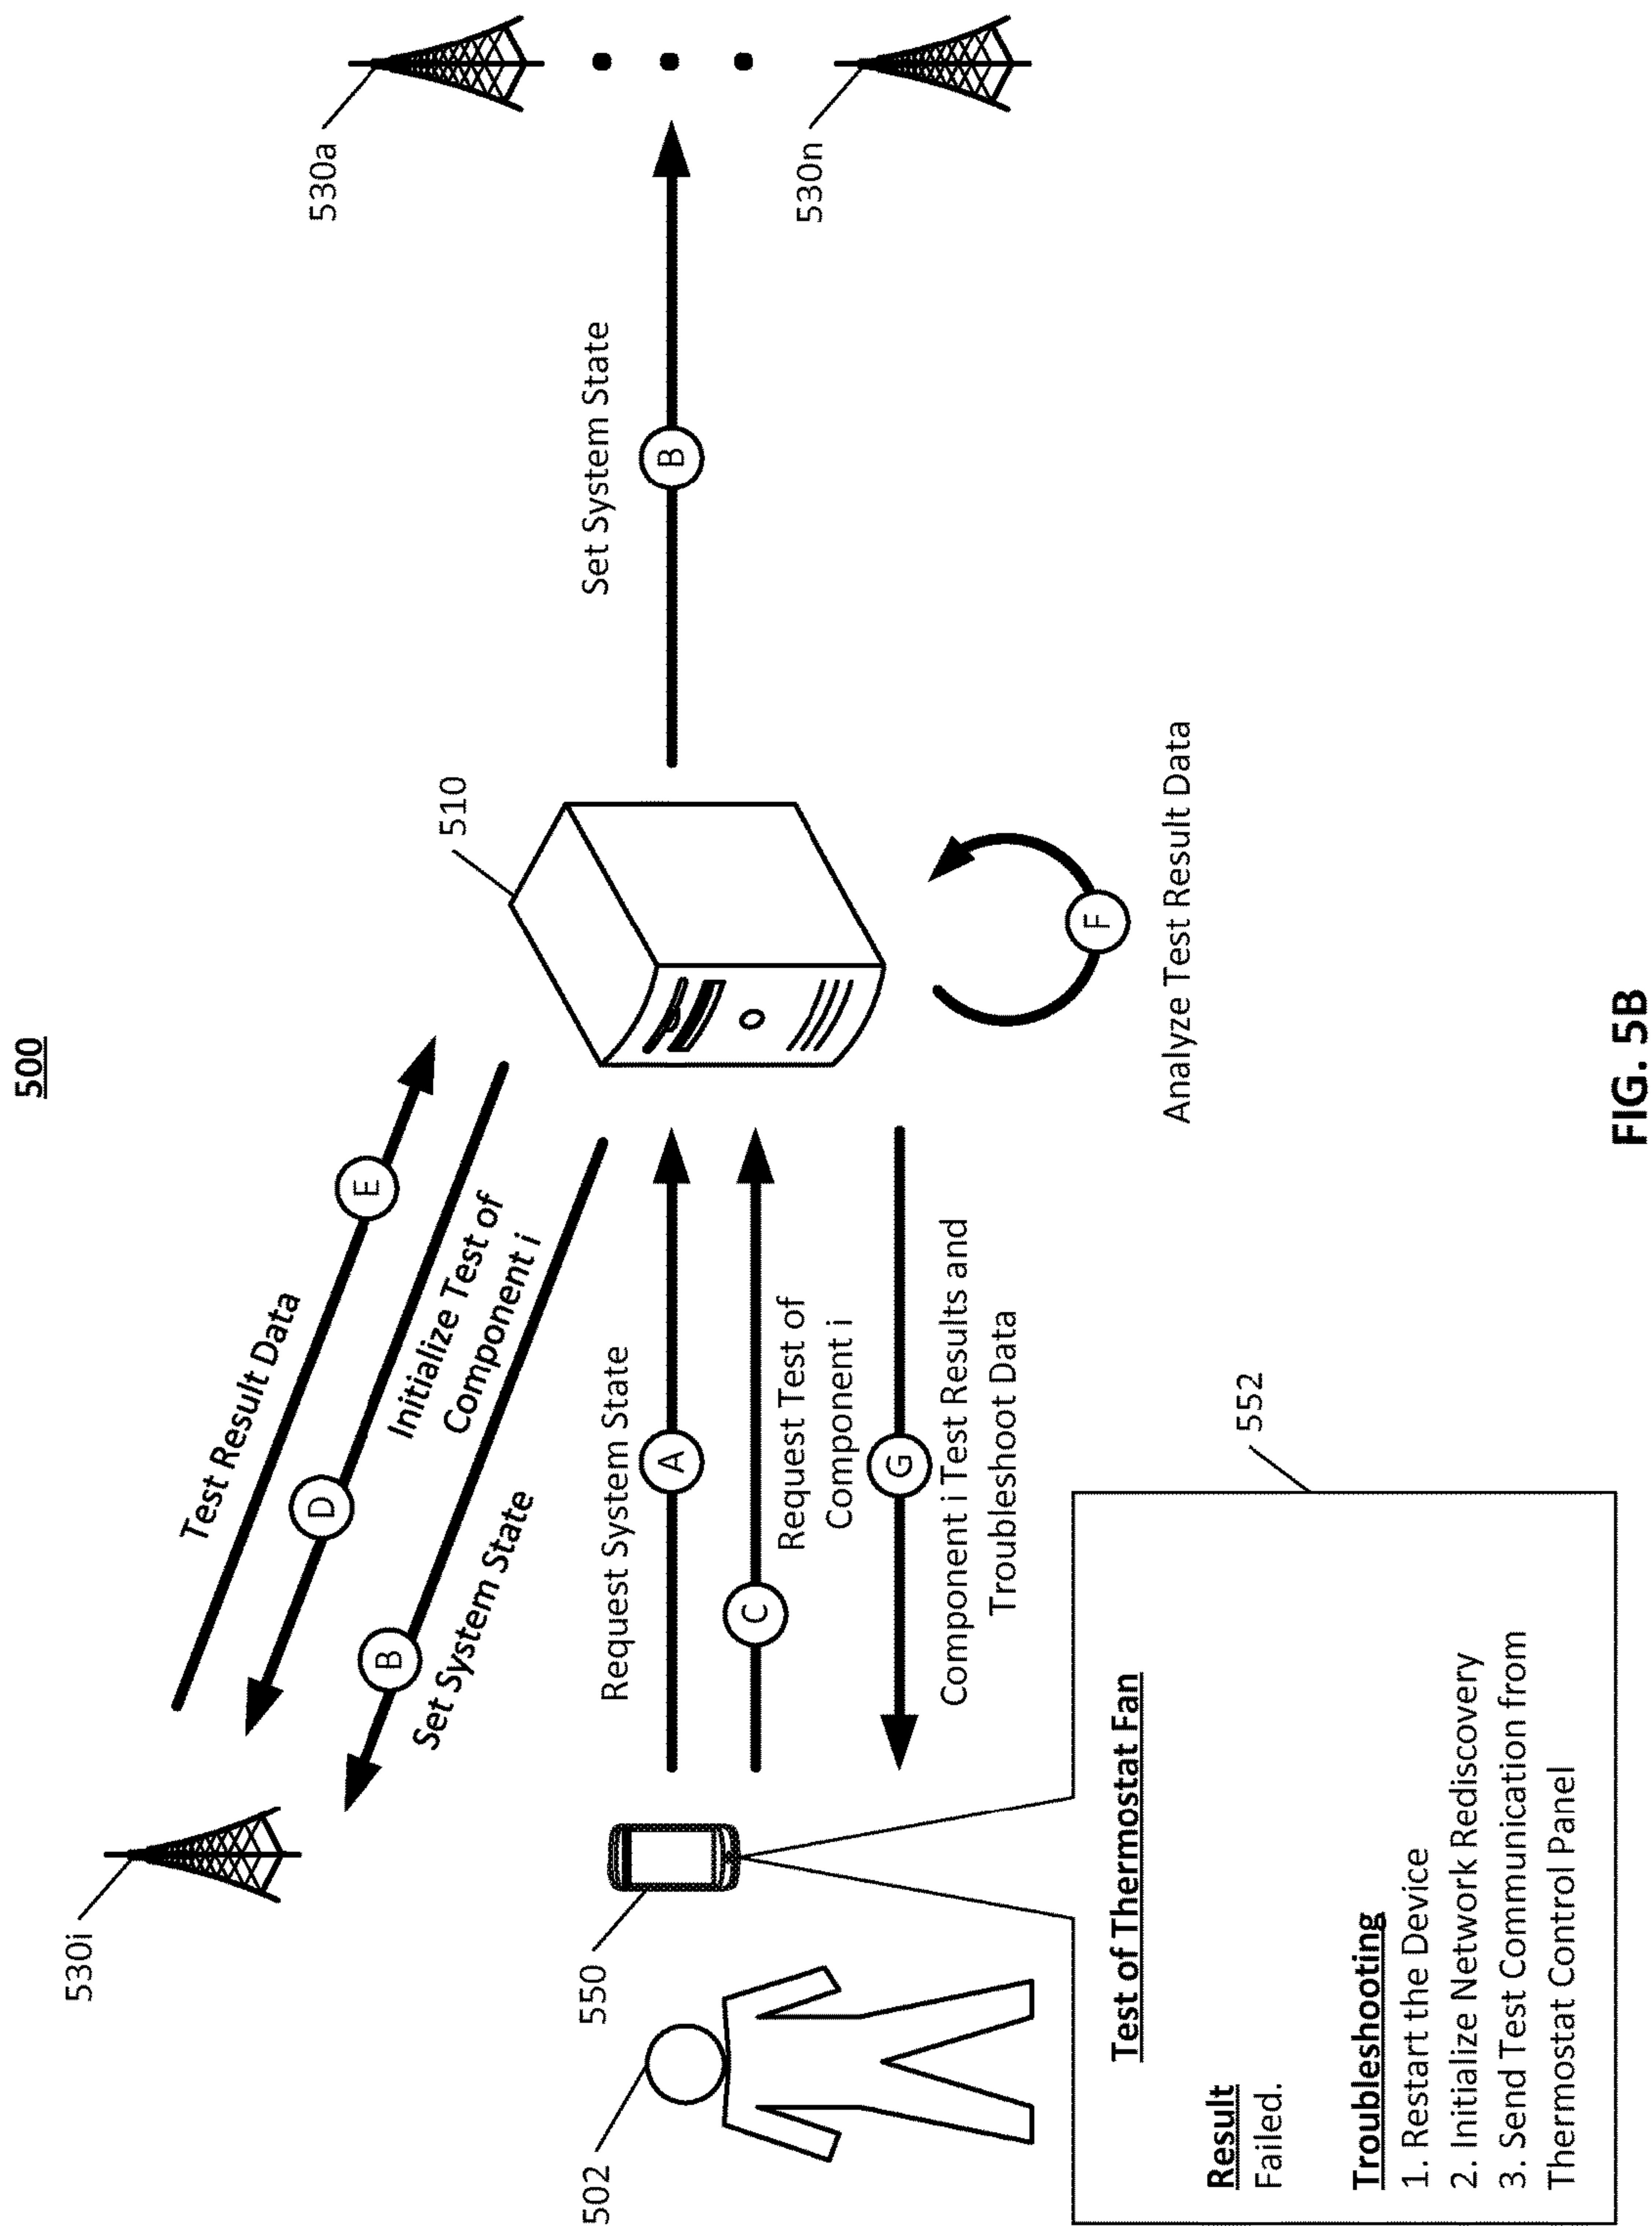 500
530i
530a
530n
510
550
502
552
Test Result Data
E
D
Initialize Test of
Component i
B
Set System State
Request System State
A
Request Test of
Component i
C
G
Component i Test Results and
Troubleshoot Data
Set System State
B
F
Analyze Test Result Data
Test of Thermostat Fan
Result
Failed.
Troubleshooting
1. Restart the Device
2. Initialize Network Rediscovery
3. Send Test Communication from
Thermostat Control Panel
FIG. 5B